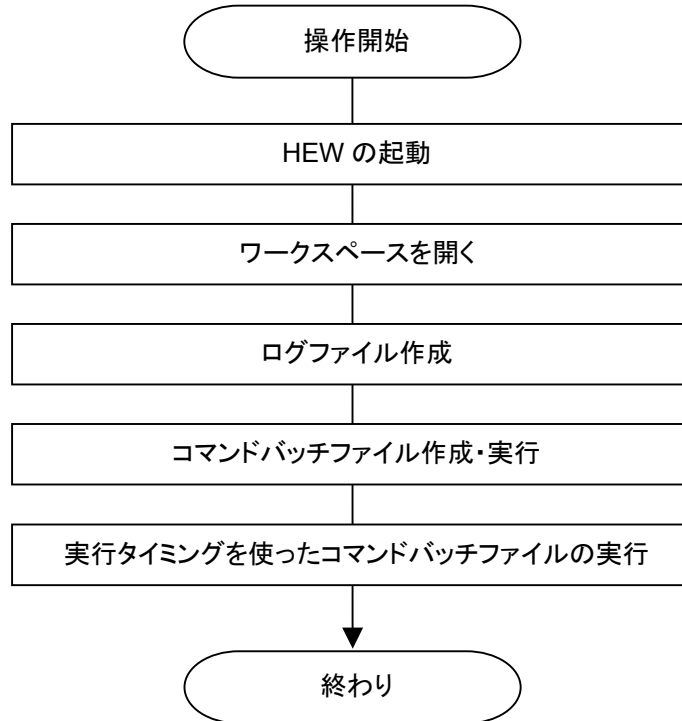 操作開始
HEW の起動
ワークスペースを開く
ログファイル作成
コマンドバッチファイル作成・実行
実行タイミングを使ったコマンドバッチファイルの実行
終わり